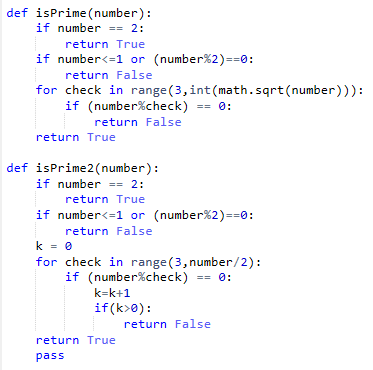 def isPrime(number):
    if number == 2:
        return True
    if number<=1 or (number%2)==0:
        return False
    for check in range(3,int(math.sqrt(number))):
        if (number%check) == 0:
            return False
    return True

def isPrime2(number):
    if number == 2:
        return True
    if number<=1 or (number%2)==0:
        return False
    k = 0
    for check in range(3,number/2):
        if (number%check) == 0:
            k=k+1
            if(k>0):
                return False
    return True
    pass